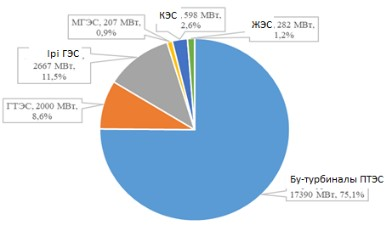 МГЭС, 207 МВт,
0,9%
КЭС, 598 МВт,
2,6%
ЖЭС, 282 МВт,
1,2%
Ірі ГЭС
2667 МВт,
11,5%
ГТЭС, 2000 МВт,
8,6%
Бу-турбиналы ПТЭС
17390 МВт, 75,1%